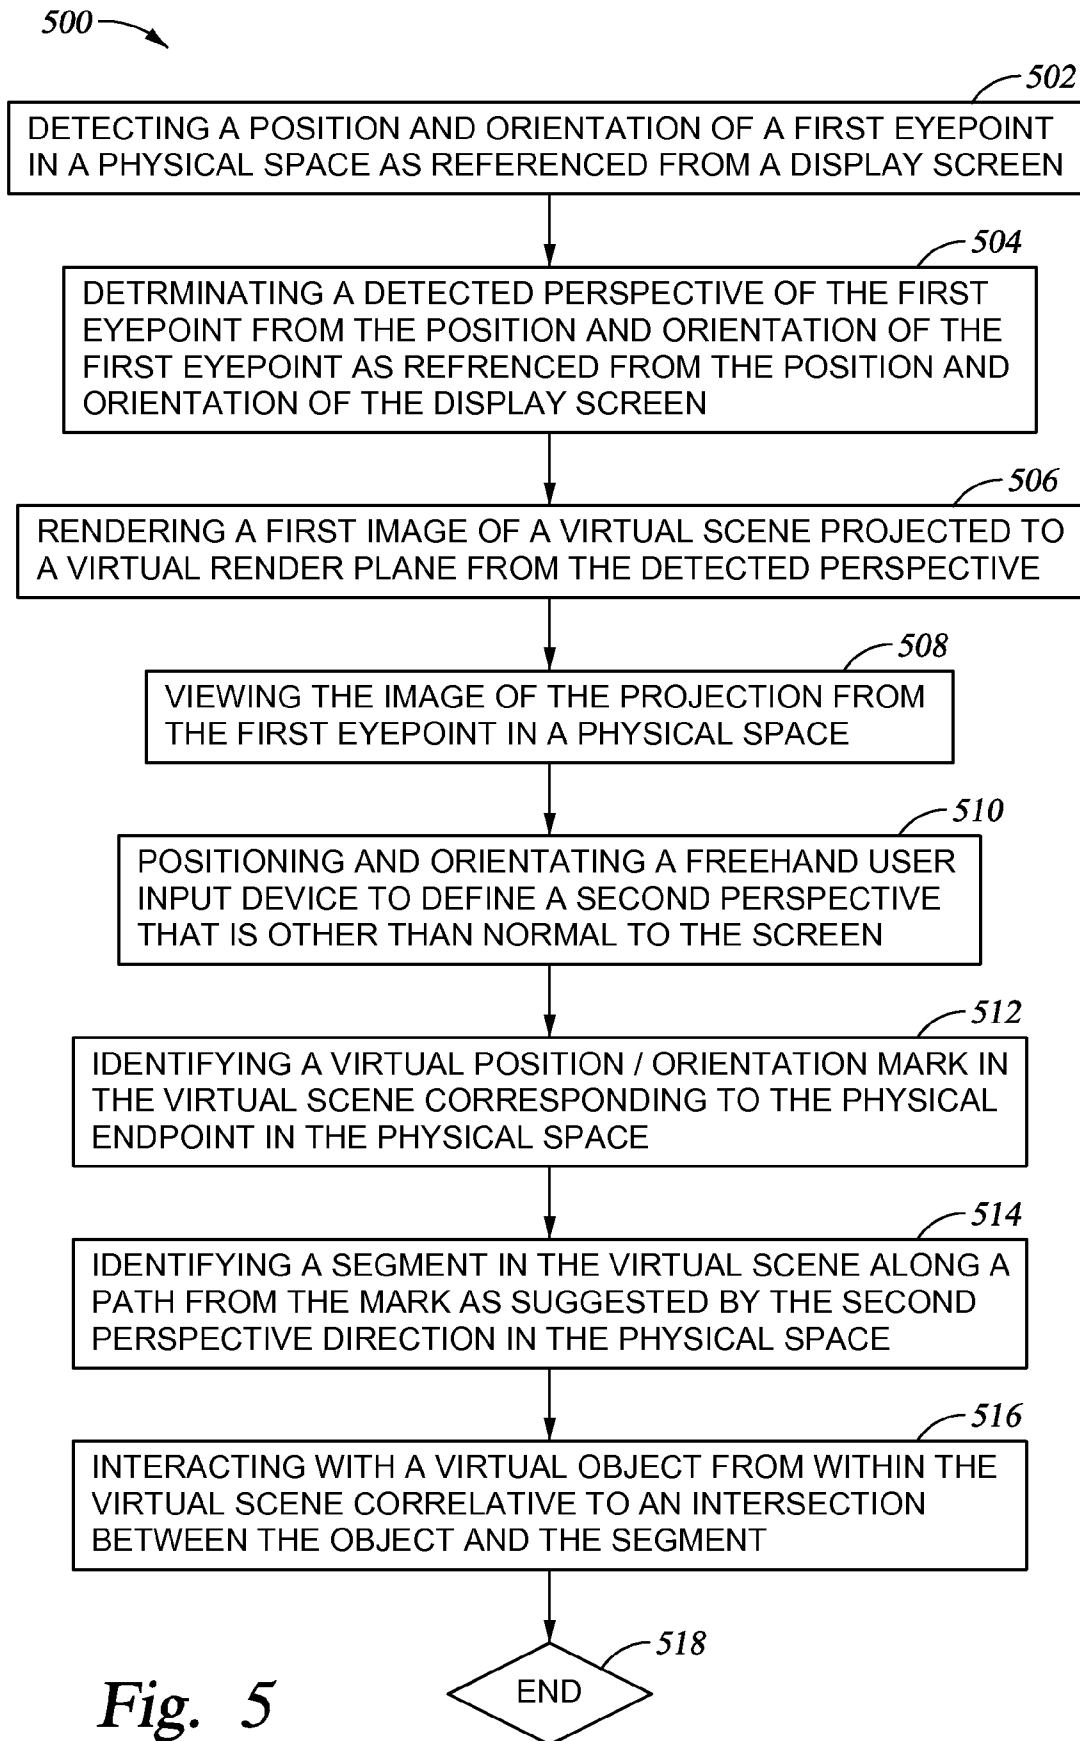 500
502
DETECTING A POSITION AND ORIENTATION OF A FIRST EYEPOINT
IN A PHYSICAL SPACE AS REFERENCED FROM A DISPLAY SCREEN
504
DETRMINATING A DETECTED PERSPECTIVE OF THE FIRST
EYEPOINT FROM THE POSITION AND ORIENTATION OF THE
FIRST EYEPOINT AS REFRENCED FROM THE POSITION AND
ORIENTATION OF THE DISPLAY SCREEN
506
RENDERING A FIRST IMAGE OF A VIRTUAL SCENE PROJECTED TO
A VIRTUAL RENDER PLANE FROM THE DETECTED PERSPECTIVE
508
VIEWING THE IMAGE OF THE PROJECTION FROM
THE FIRST EYEPOINT IN A PHYSICAL SPACE
510
POSITIONING AND ORIENTATING A FREEHAND USER
INPUT DEVICE TO DEFINE A SECOND PERSPECTIVE
THAT IS OTHER THAN NORMAL TO THE SCREEN
512
IDENTIFYING A VIRTUAL POSITION / ORIENTATION MARK IN
THE VIRTUAL SCENE CORRESPONDING TO THE PHYSICAL
ENDPOINT IN THE PHYSICAL SPACE
514
IDENTIFYING A SEGMENT IN THE VIRTUAL SCENE ALONG A
PATH FROM THE MARK AS SUGGESTED BY THE SECOND
PERSPECTIVE DIRECTION IN THE PHYSICAL SPACE
516
INTERACTING WITH A VIRTUAL OBJECT FROM WITHIN THE
VIRTUAL SCENE CORRELATIVE TO AN INTERSECTION
BETWEEN THE OBJECT AND THE SEGMENT
518
END
Fig. 5